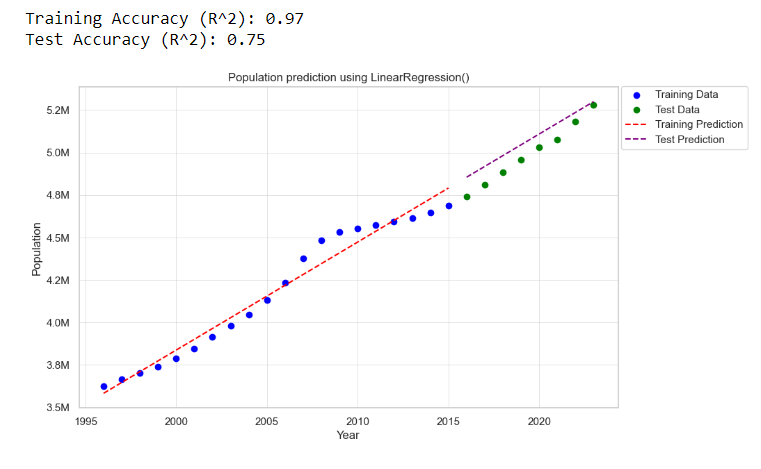 Training Accuracy (R^2): 0.97
Test Accuracy (R^2): 0.75
Population prediction using LinearRegression()
Training Data
Test Data
Training Prediction
Test Prediction
Population
5.2M
5.0M
4.8M
4.5M
4.2M
4.0M
3.8M
3.5M
1995 2000 2005 2010 2015 2020
Year